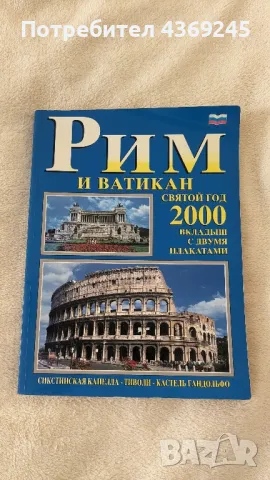 Потребител 4369245
РИМ
И ВАТИКАН
СВЯТОЙ ГОД
2000
ВКЛАДЫШ
С ДВУМЯ
ПЛАКАТАМИ
СИКСТИНСКАЯ КАПЕЛЛА - ТИВОЛИ - КАСТЕЛЬ ГАНДОЛЬФО
BAZAR